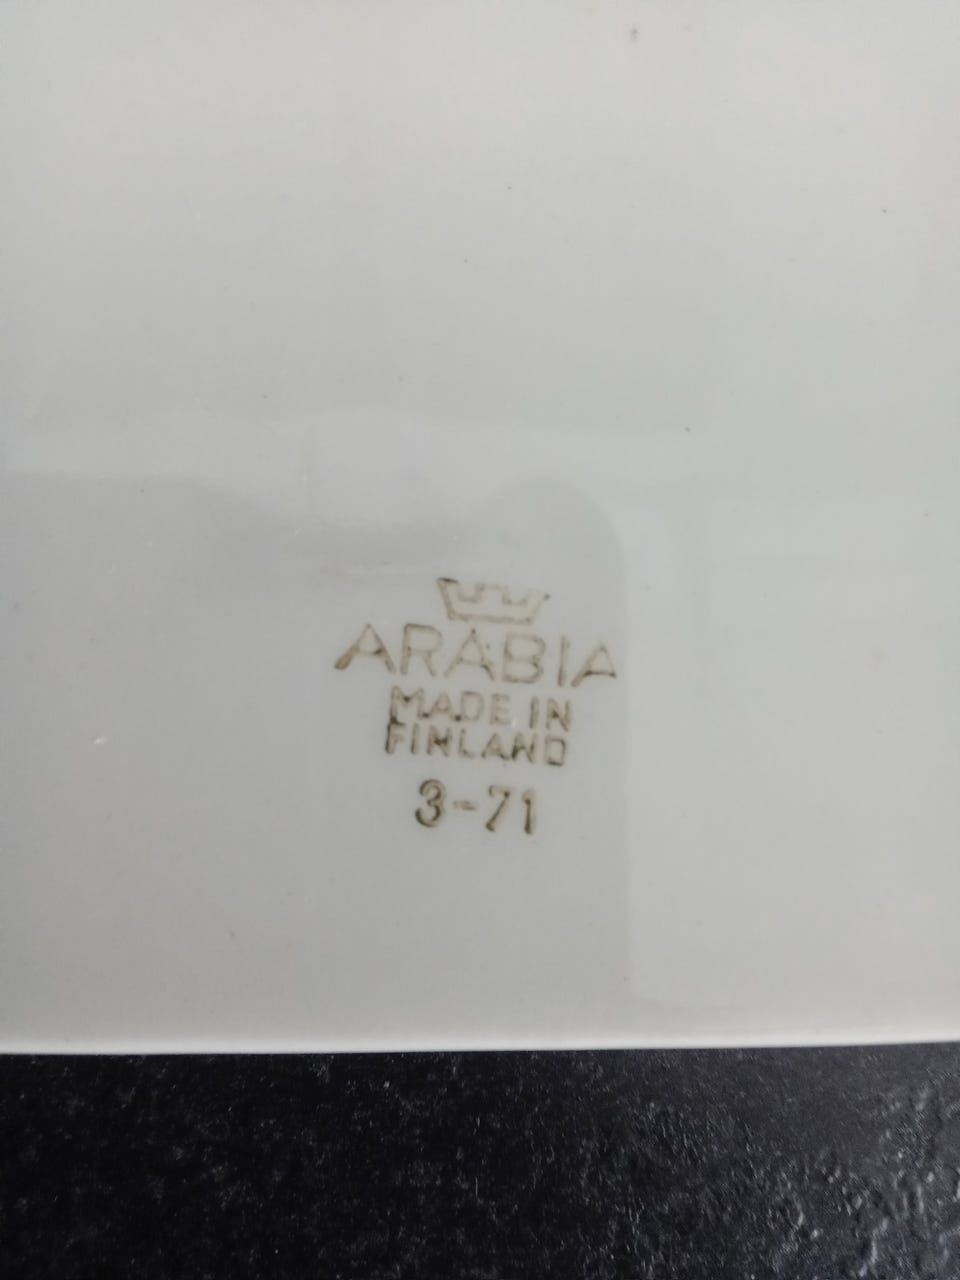 ARABIA
MADE IN
FINLAND
3-71